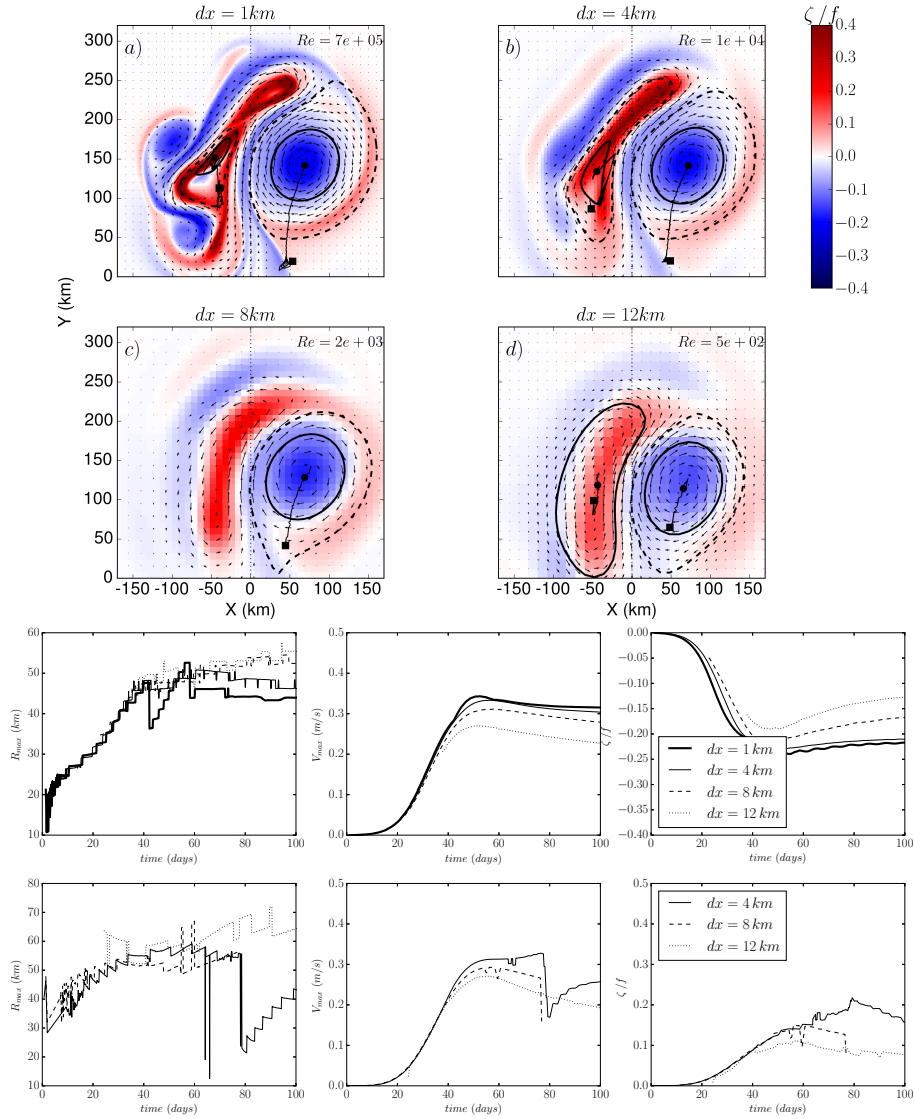 dx = 1km
dx = 4km
ζ/f
a)
Re = 7e + 05
b)
Re = 1e + 04
300
250
200
150
100
50
0
Y (km)
0.4
0.3
0.2
0.1
0.0
−0.1
−0.2
−0.3
−0.4
dx = 8km
dx = 12km
c)
Re = 2e + 03
d)
Re = 5e + 02
300
250
200
150
100
50
0
-150 -100 -50 0 50 100 150
X (km)
-150 -100 -50 0 50 100 150
X (km)
60
50
40
30
20
10
R_max (km)
0 20 40 60 80 100
time (days)
0.5
0.4
0.3
0.2
0.1
0.0
V_max (m/s)
0 20 40 60 80 100
time (days)
0.00
−0.05
−0.10
−0.15
−0.20
−0.25
−0.30
−0.35
−0.40
ζ/f
dx = 1 km
dx = 4 km
dx = 8 km
dx = 12 km
0 20 40 60 80 100
time (days)
80
70
60
50
40
30
20
10
R_max (km)
0 20 40 60 80 100
time (days)
0.5
0.4
0.3
0.2
0.1
0.0
V_max (m/s)
0 20 40 60 80 100
time (days)
0.5
0.4
0.3
0.2
0.1
0.0
ζ/f
dx = 4 km
dx = 8 km
dx = 12 km
0 20 40 60 80 100
time (days)